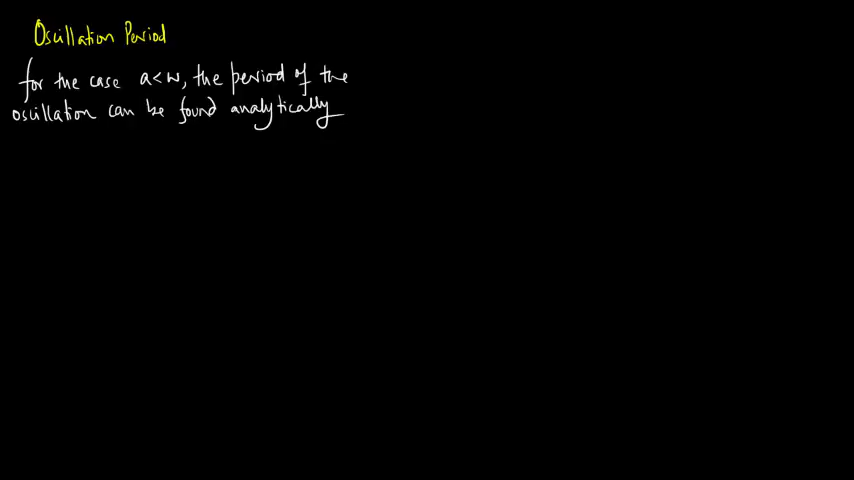 Oscillation Period
for the case a<w, the period of the
oscillation can be found analytically